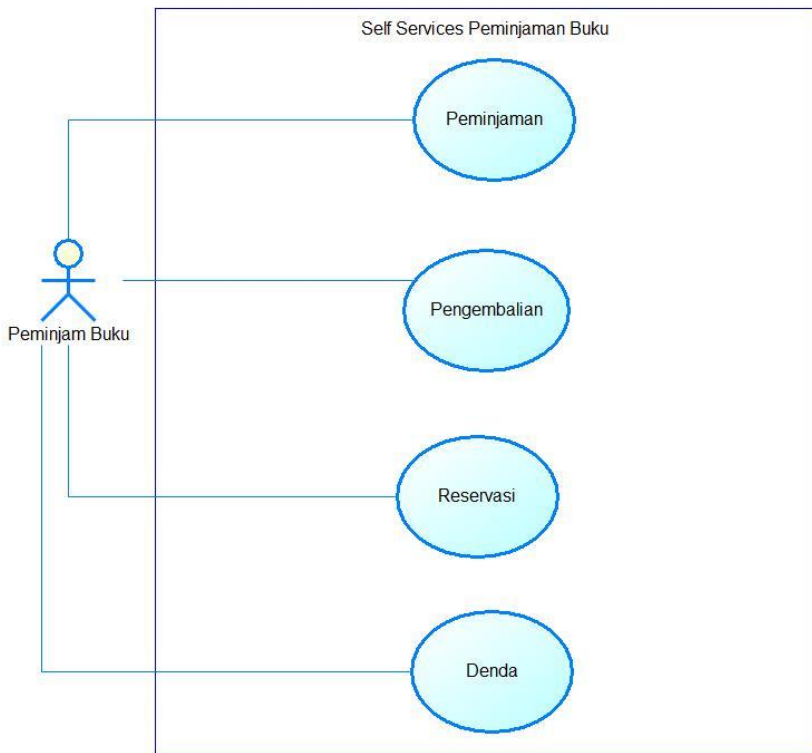 Self Services Peminjaman Buku
Peminjaman
Pengembalian
Peminjam Buku
Reservasi
Denda